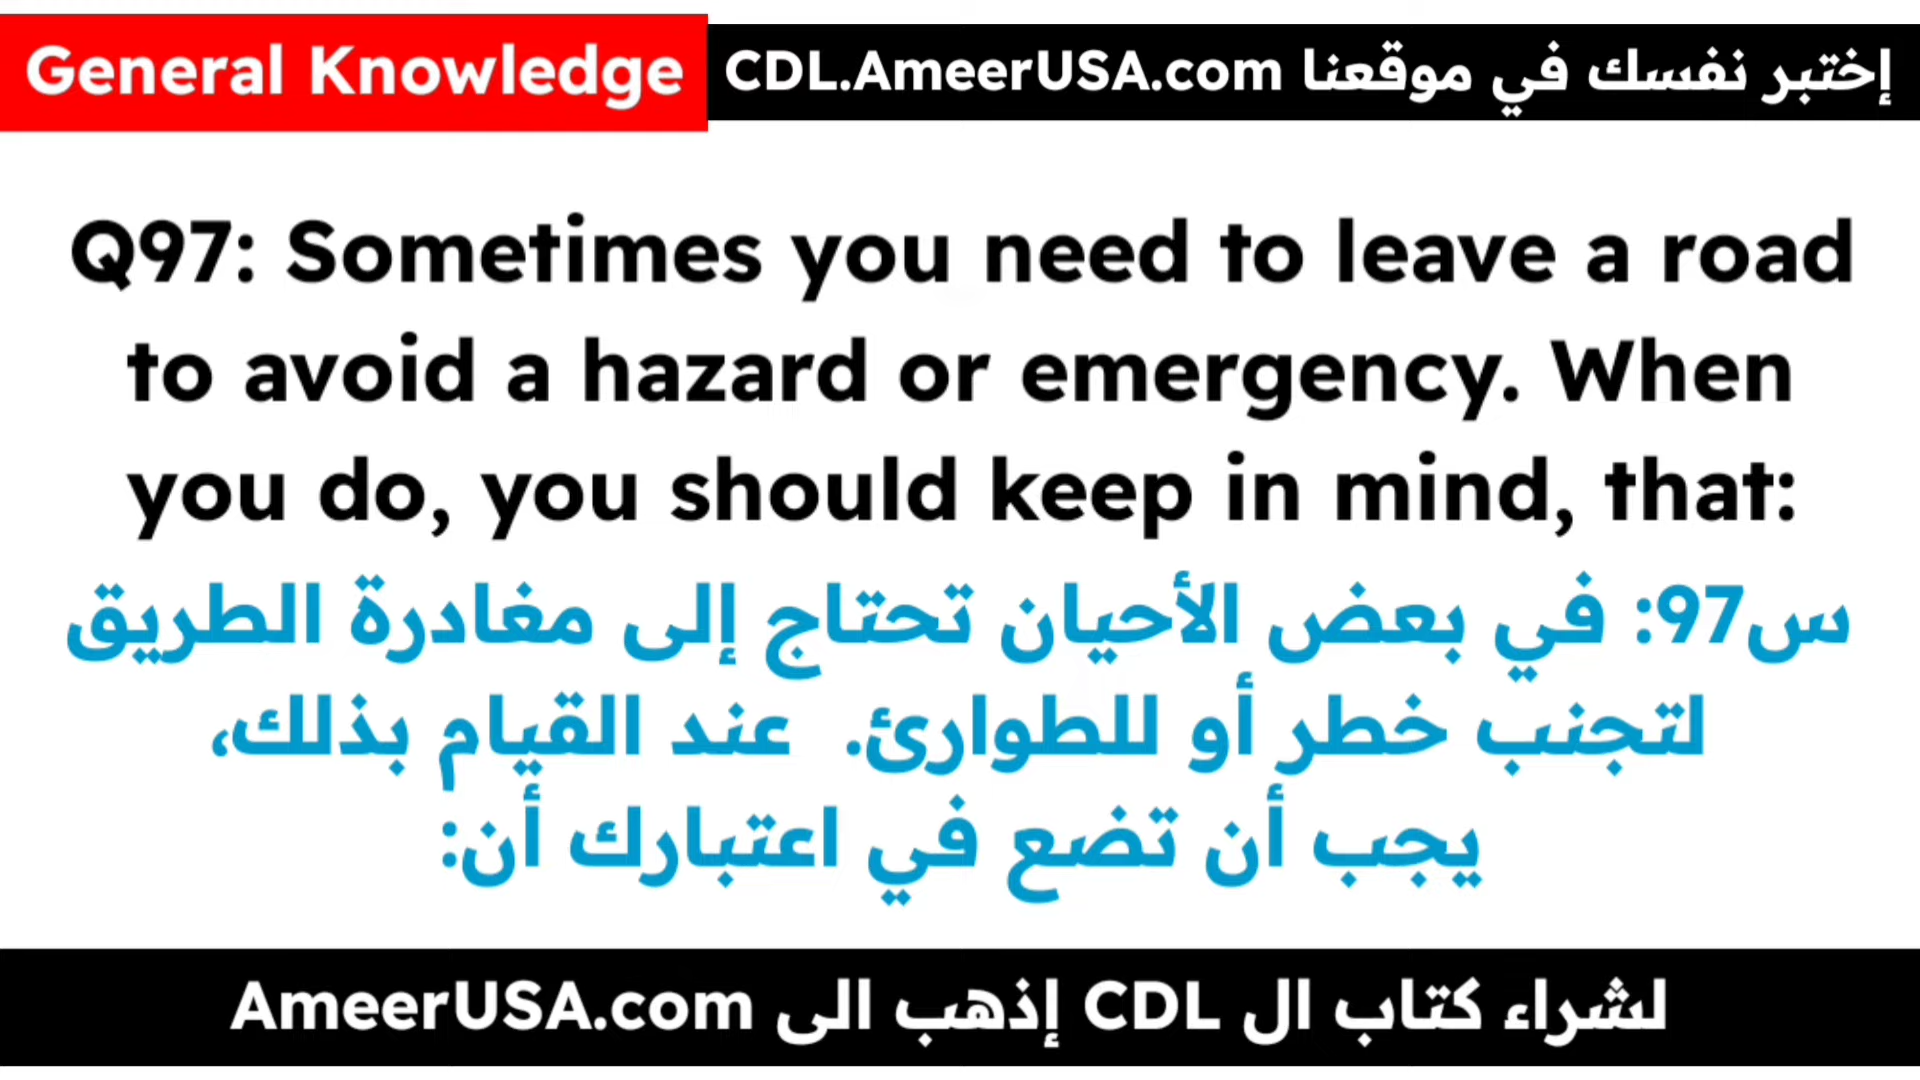 General Knowledge
إختبر نفسك في موقعنا CDL.AmeerUSA.com
Q97: Sometimes you need to leave a road
to avoid a hazard or emergency. When
you do, you should keep in mind, that:
س97: في بعض الأحيان تحتاج إلى مغادرة الطريق
لتجنب خطر أو للطوارئ. عند القيام بذلك،
يجب أن تضع في اعتبارك أن:
لشراء كتاب ال CDL إذهب الى AmeerUSA.com